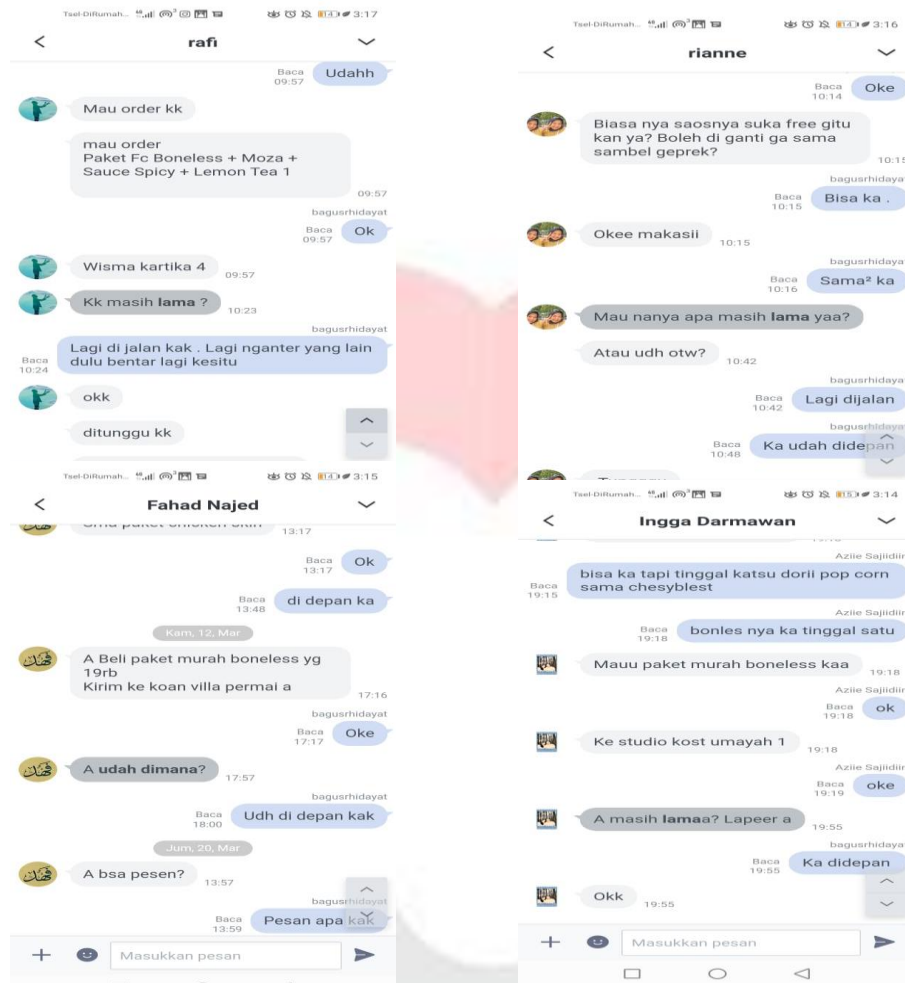 Tsel-DiRumah... 3:17
rafi
Baca
09:57
Udahh
Mau order kk
mau order
Paket Fc Boneless + Moza +
Sauce Spicy + Lemon Tea 1
09:57
bagusrhidayat
Baca
09:57
Ok
Wisma kartika 4
09:57
Kk masih lama ?
10:23
bagusrhidayat
Baca
10:24
Lagi di jalan kak . Lagi nganter yang lain
dulu bentar lagi kesitu
okk
ditunggu kk
Tsel-DiRumah... 3:16
rianne
Baca
10:14
Oke
Biasa nya saosnya suka free gitu
kan ya? Boleh di ganti ga sama
sambel geprek?
10:15
bagusrhidayat
Baca
10:15
Bisa ka .
Okee makasii
10:15
bagusrhidayat
Baca
10:16
Sama² ka
Mau nanya apa masih lama yaa?
Atau udh otw?
10:42
bagusrhidayat
Baca
10:42
Lagi dijalan
bagusrhidayat
Baca
10:48
Ka udah didepan
Tsel-DiRumah... 3:15
Fahad Najed
13:17
Baca
13:17
Ok
Baca
13:48
di depan ka
Kam, 12, Mar
A Beli paket murah boneless yg
19rb
Kirim ke koan villa permai a
17:16
bagusrhidayat
Baca
17:17
Oke
A udah dimana?
17:57
bagusrhidayat
Baca
18:00
Udh di depan kak
Jum, 20, Mar
A bsa pesen?
13:57
bagusrhidayat
Baca
13:59
Pesan apa kak
Masukkan pesan
Tsel-DiRumah... 3:14
Ingga Darmawan
Aziie Sajiidiir
Baca
19:15
bisa ka tapi tinggal katsu dorii pop corn
sama chesyblest
Aziie Sajiidiir
Baca
19:18
bonles nya ka tinggal satu
Mauu paket murah boneless kaa
19:18
Aziie Sajiidiir
Baca
19:18
ok
Ke studio kost umayah 1
19:18
Aziie Sajiidiir
Baca
19:19
oke
A masih lamaa? Lapeer a
19:55
bagusrhidayat
Baca
19:55
Ka didepan
Okk
19:55
Masukkan pesan